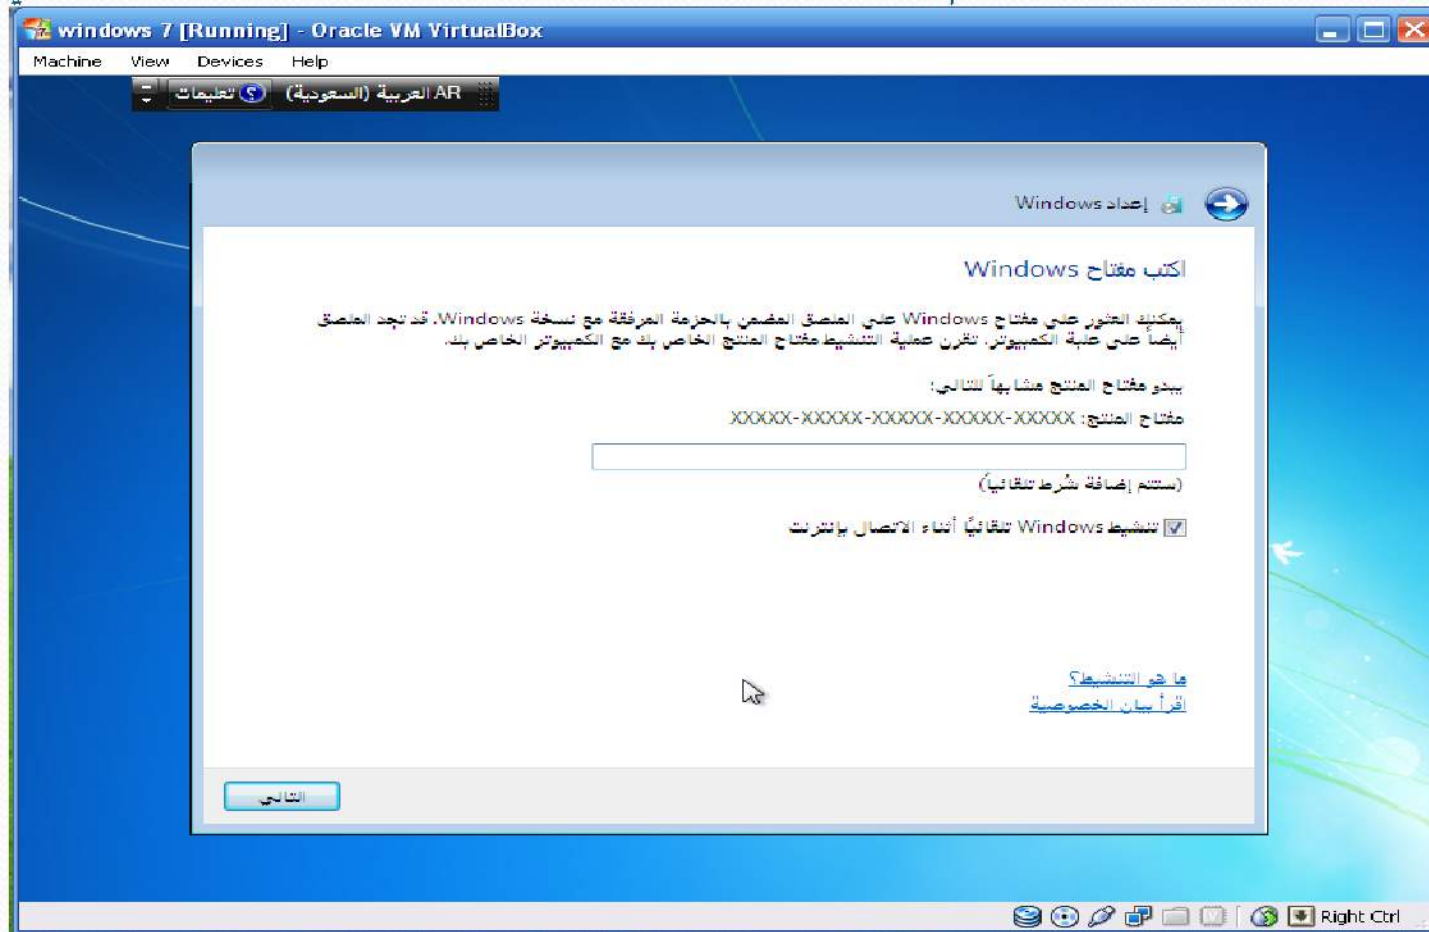 windows 7 [Running] - Oracle VM VirtualBox
Machine View Devices Help
AR العربية (السعودية) تعليمات
إعداد Windows
اكتب مفتاح Windows
يمكنك العثور على مفتاح Windows على الملصق المضمن بالحزمة المرفقة مع نسخة Windows. قد تجد الملصق
أيضاً على علبة الكمبيوتر. تقرن عملية التنشيط مفتاح المنتج الخاص بك مع الكمبيوتر الخاص بك.
يبدو مفتاح المنتج مشابهاً للتالي:
مفتاح المنتج: XXXXX-XXXXX-XXXXX-XXXXX-XXXXX
(ستتم إضافة شُرط تلقائياً)
تنشيط Windows تلقائيًا أثناء الاتصال بإنترنت
ما هو التنشيط؟
اقرأ بيان الخصوصية
التالي
Right Ctrl